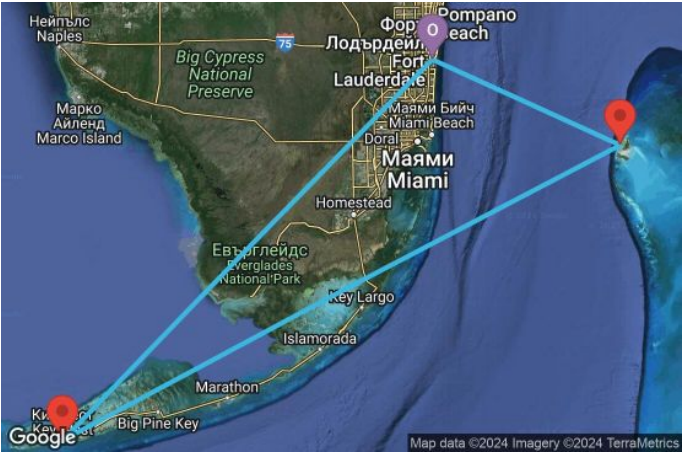 Нейпълс
Naples
Pompano
Beach
Лодърдейл
Fort
Lauderdale
O
75
Big Cypress
National
Preserve
Марко
Айленд
Marco Island
Маями Бийч
Miami Beach
Doral
Маями
Miami
Homestead
Евърглейдс
Everglades
National Park
Key Largo
Islamorada
Marathon
Big Pine Key
Google
Map data ©2024 Imagery ©2024 TerraMetrics